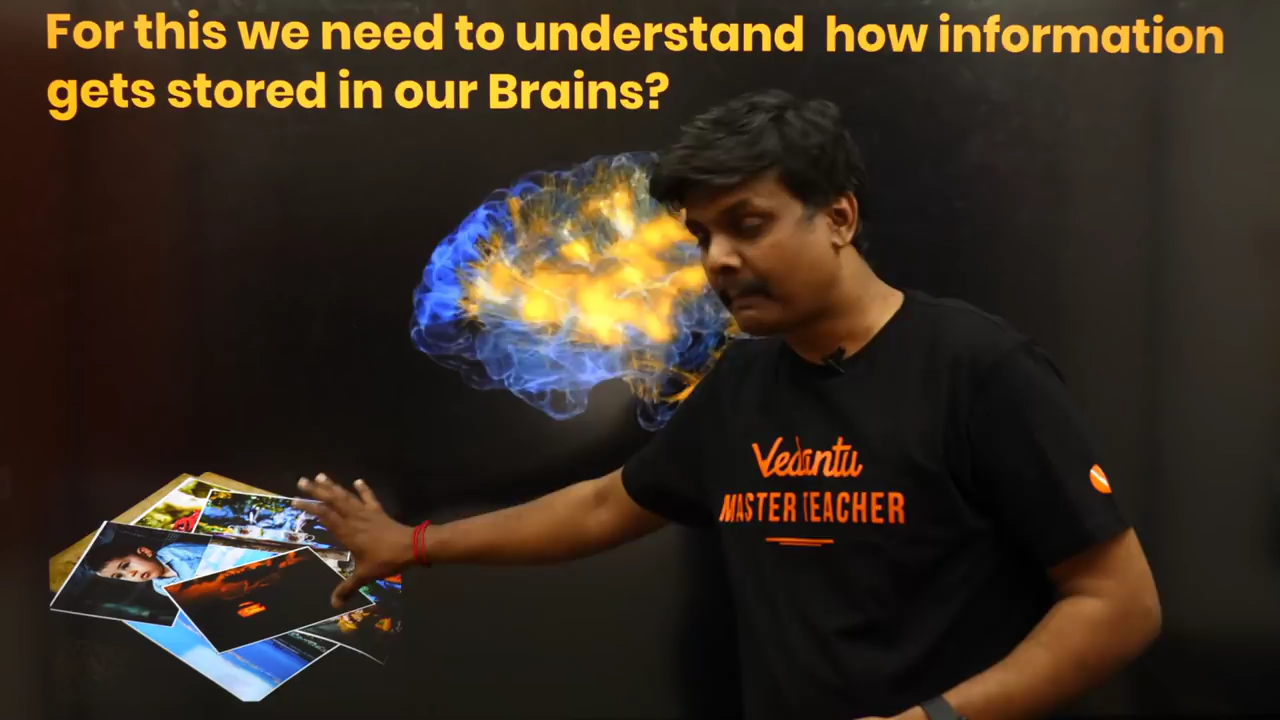 For this we need to understand how information
gets stored in our Brains?
Vedantu
MASTER TEACHER